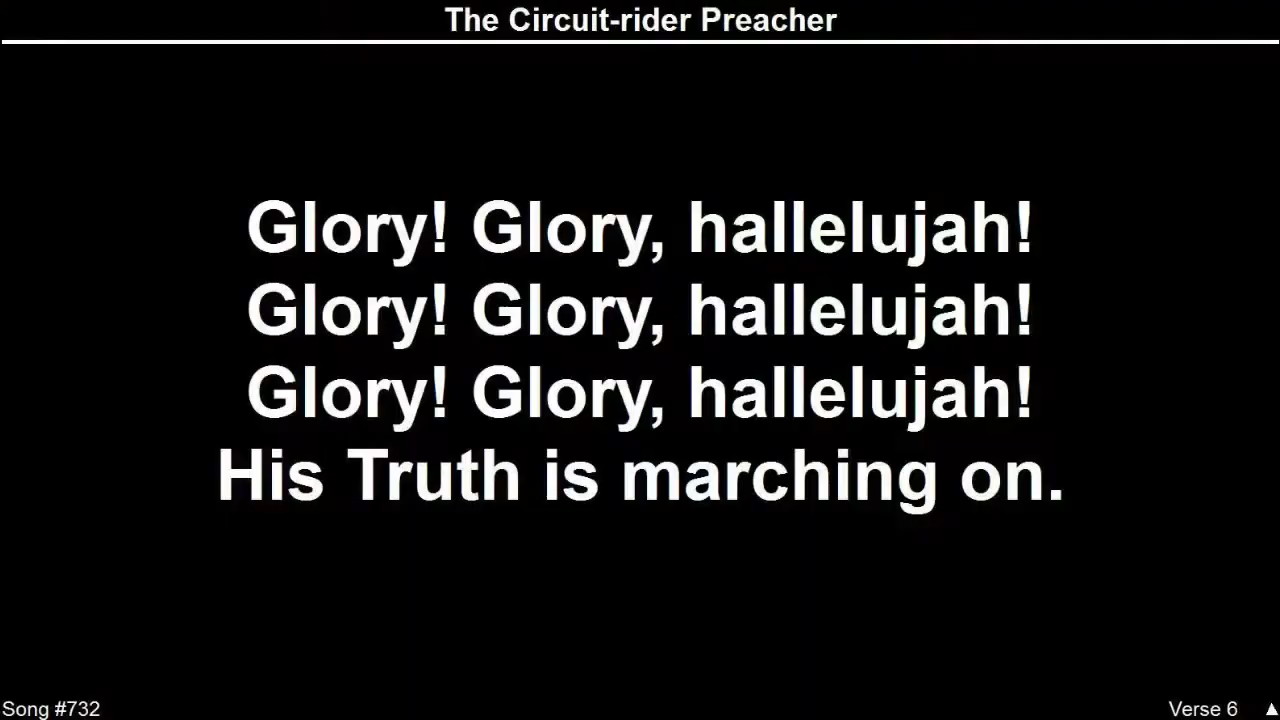 The Circuit-rider Preacher
Glory! Glory, hallelujah!
Glory! Glory, hallelujah!
Glory! Glory, hallelujah!
His Truth is marching on.
Song #732
Verse 6 ▲